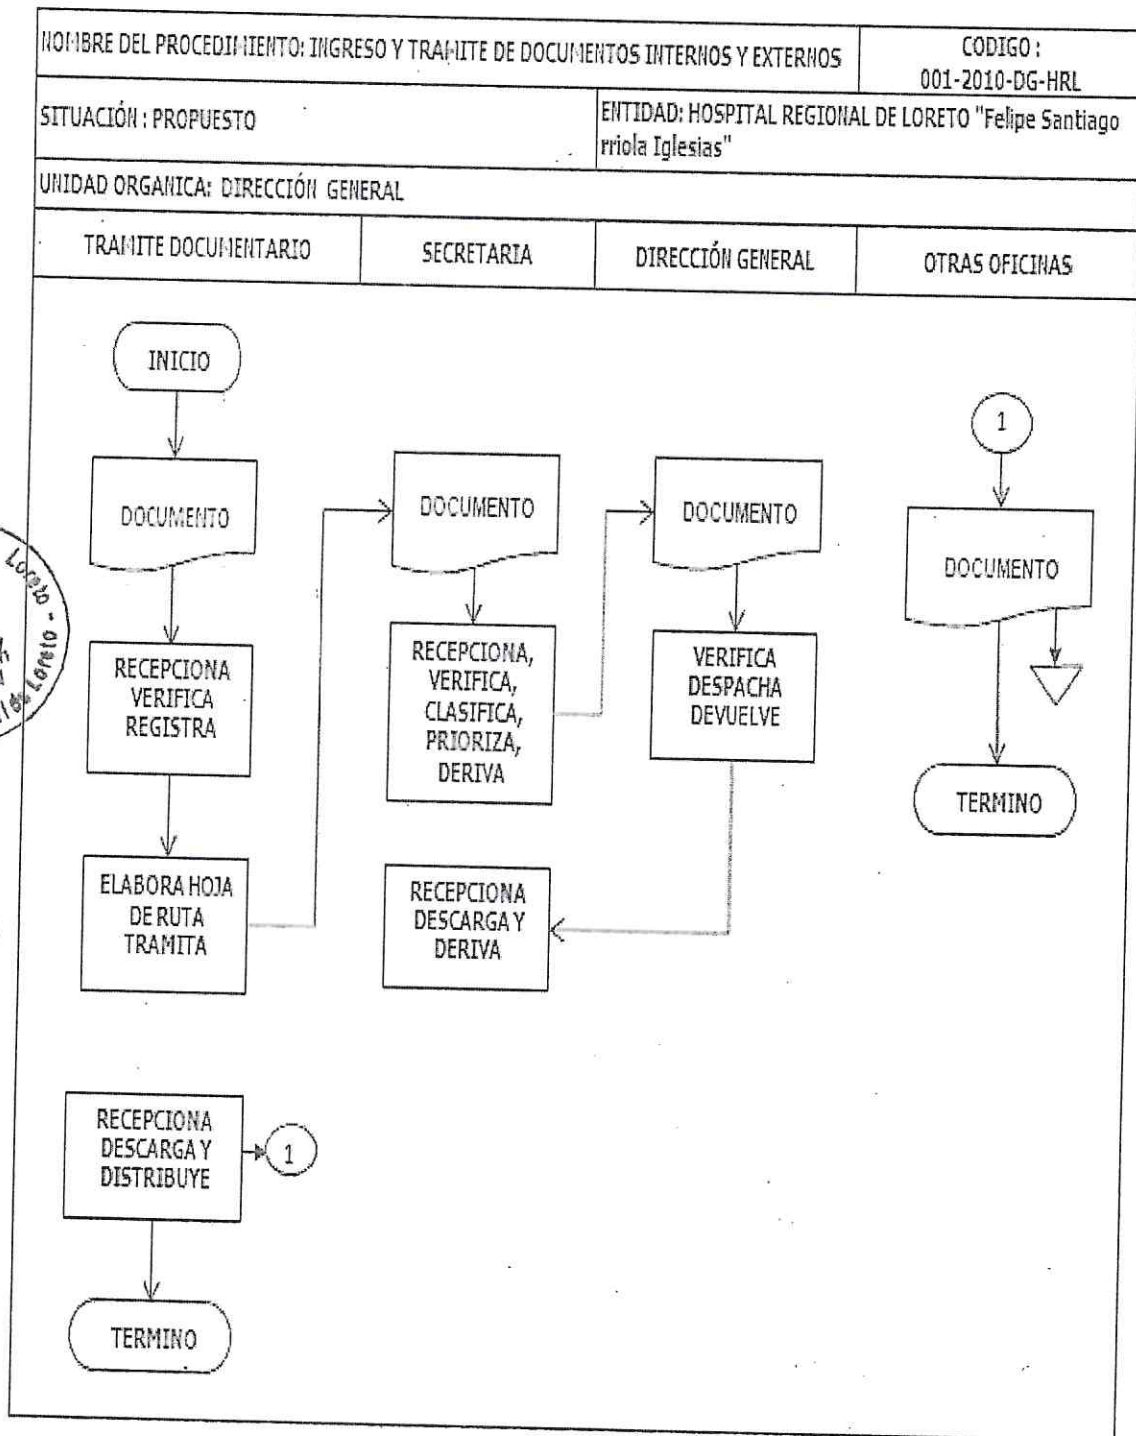 NOMBRE DEL PROCEDIMIENTO: INGRESO Y TRAMITE DE DOCUMENTOS INTERNOS Y EXTERNOS
CODIGO :
001-2010-DG-HRL
SITUACIÓN : PROPUESTO
ENTIDAD: HOSPITAL REGIONAL DE LORETO "Felipe Santiago
rriola Iglesias"
UNIDAD ORGANICA: DIRECCIÓN GENERAL
TRAMITE DOCUMENTARIO
SECRETARIA
DIRECCIÓN GENERAL
OTRAS OFICINAS
INICIO
DOCUMENTO
RECEPCIONA
VERIFICA
REGISTRA
ELABORA HOJA
DE RUTA
TRAMITA
DOCUMENTO
RECEPCIONA,
VERIFICA,
CLASIFICA,
PRIORIZA,
DERIVA
DOCUMENTO
VERIFICA
DESPACHA
DEVUELVE
RECEPCIONA
DESCARGA Y
DERIVA
RECEPCIONA
DESCARGA Y
DISTRIBUYE
1
TERMINO
1
DOCUMENTO
TERMINO
Loreto -
Loreto